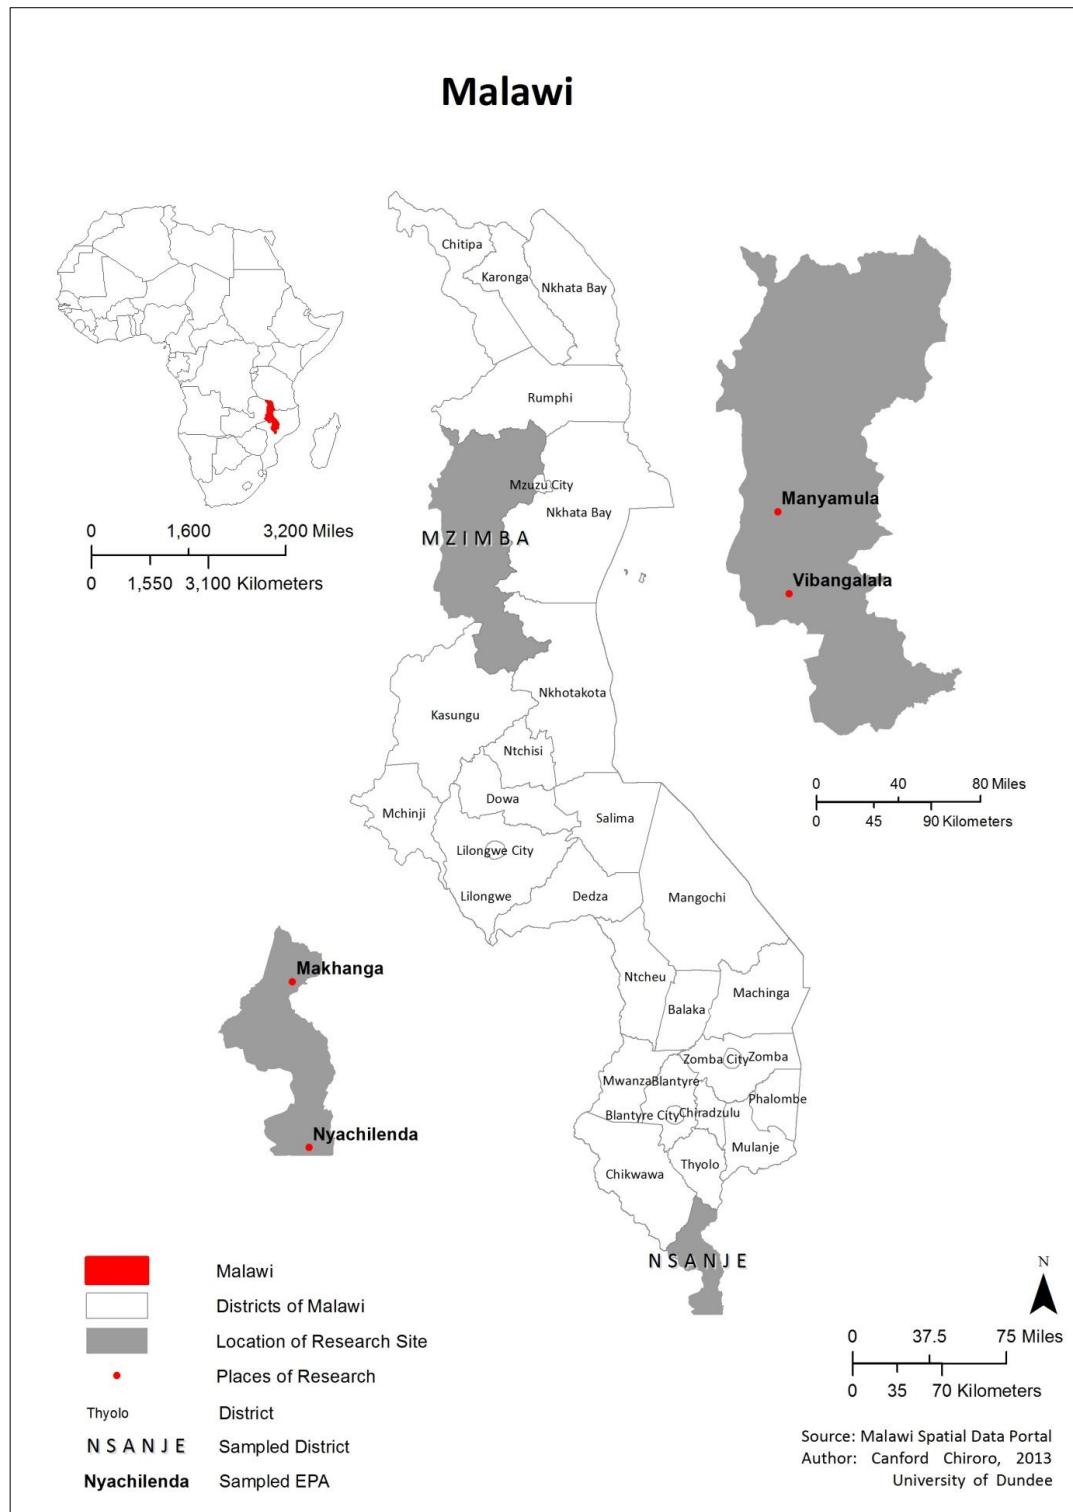 Malawi
Chitipa
Karonga
Nkhata Bay
Rumphi
Mzuzu City
Nkhata Bay
MZIMBA
Nkhotakota
Kasungu
Ntchisi
Dowa
Mchinji
Salima
Lilongwe City
Lilongwe
Dedza
Mangochi
Ntcheu
Balaka
Machinga
Zomba City
Zomba
Mwanza
Blantyre
Phalombe
Blantyre City
Chiradzulu
Mulanje
Thyolo
Chikwawa
NSANJE
0 1,600 3,200 Miles
0 1,550 3,100 Kilometers
Manyamula
Vibangalala
0 40 80 Miles
0 45 90 Kilometers
Makhanga
Nyachilenda
Malawi
Districts of Malawi
Location of Research Site
Places of Research
Thyolo District
NSANJE Sampled District
Nyachilenda Sampled EPA
N
0 37.5 75 Miles
0 35 70 Kilometers
Source: Malawi Spatial Data Portal
Author: Canford Chiroro, 2013
University of Dundee